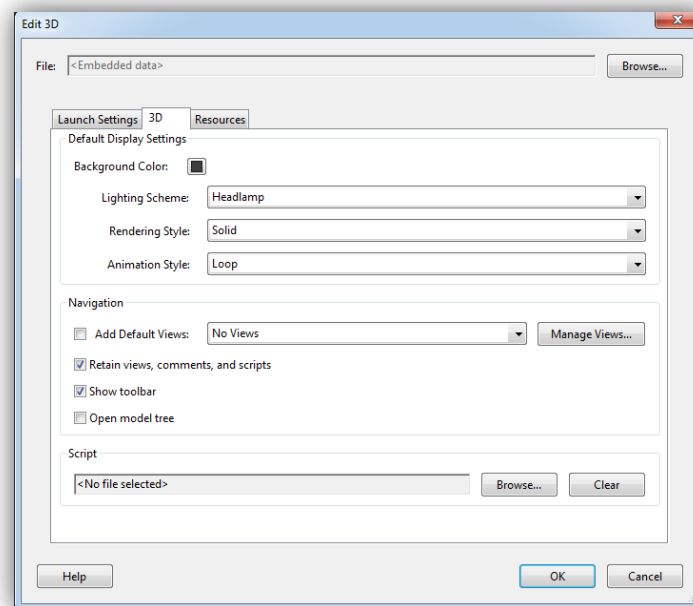 Edit 3D
File: <Embedded data> Browse...
Launch Settings 3D Resources
Default Display Settings
Background Color:
Lighting Scheme: Headlamp
Rendering Style: Solid
Animation Style: Loop
Navigation
Add Default Views: No Views Manage Views...
Retain views, comments, and scripts
Show toolbar
Open model tree
Script
<No file selected> Browse... Clear
Help OK Cancel